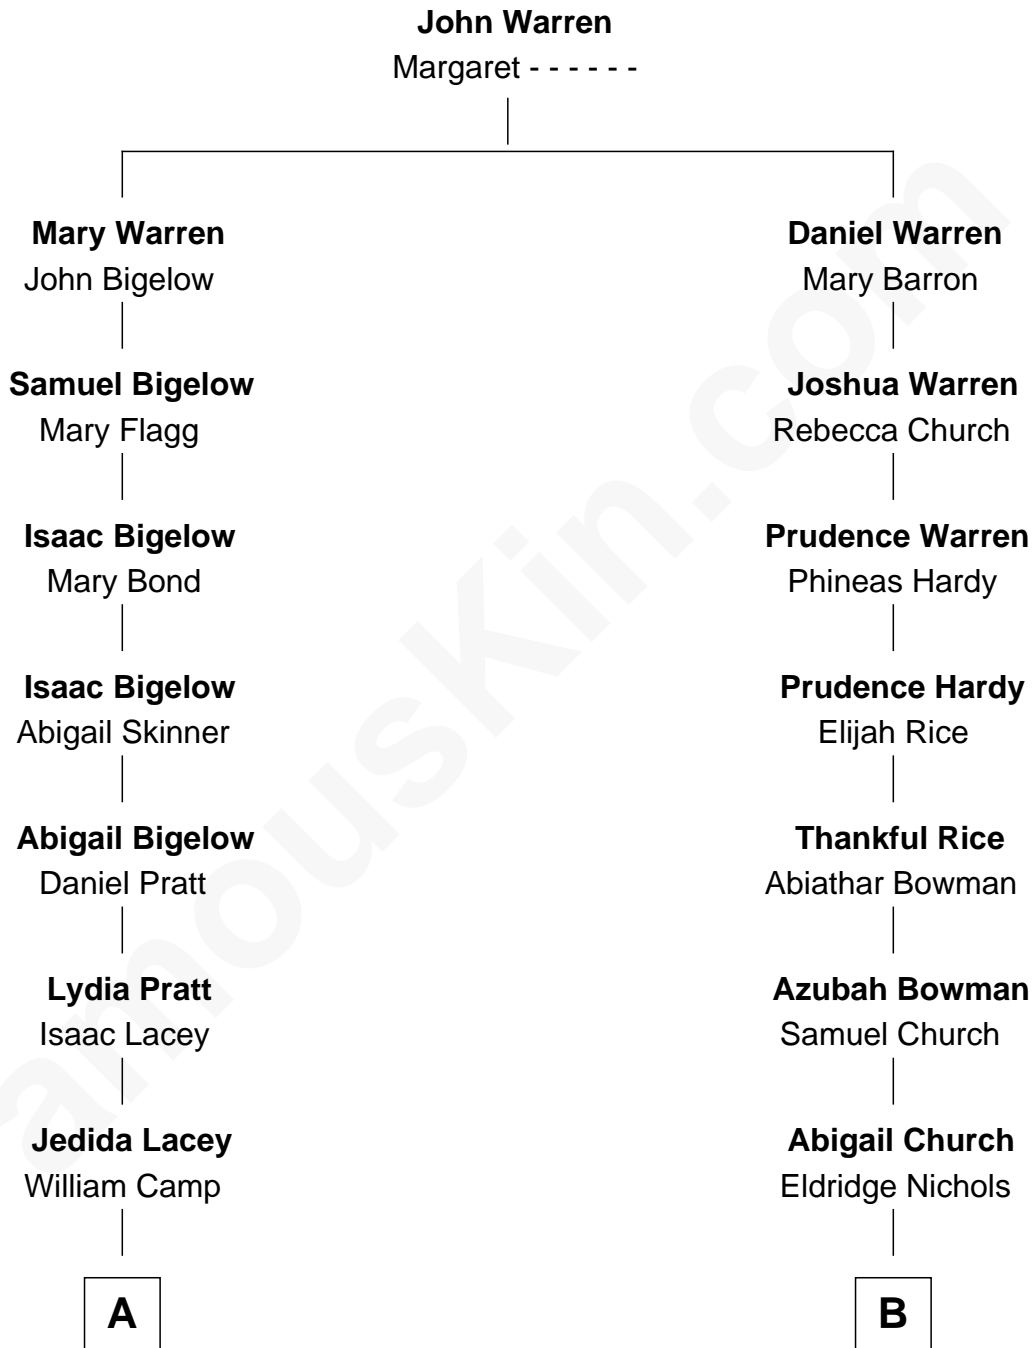 John Warren
Margaret - - - - - -
Mary Warren
John Bigelow
Daniel Warren
Mary Barron
Samuel Bigelow
Mary Flagg
Joshua Warren
Rebecca Church
Isaac Bigelow
Mary Bond
Prudence Warren
Phineas Hardy
Isaac Bigelow
Abigail Skinner
Prudence Hardy
Elijah Rice
Abigail Bigelow
Daniel Pratt
Thankful Rice
Abiathar Bowman
Lydia Pratt
Isaac Lacey
Azubah Bowman
Samuel Church
Jedida Lacey
William Camp
Abigail Church
Eldridge Nichols
A
B
amouskin.com